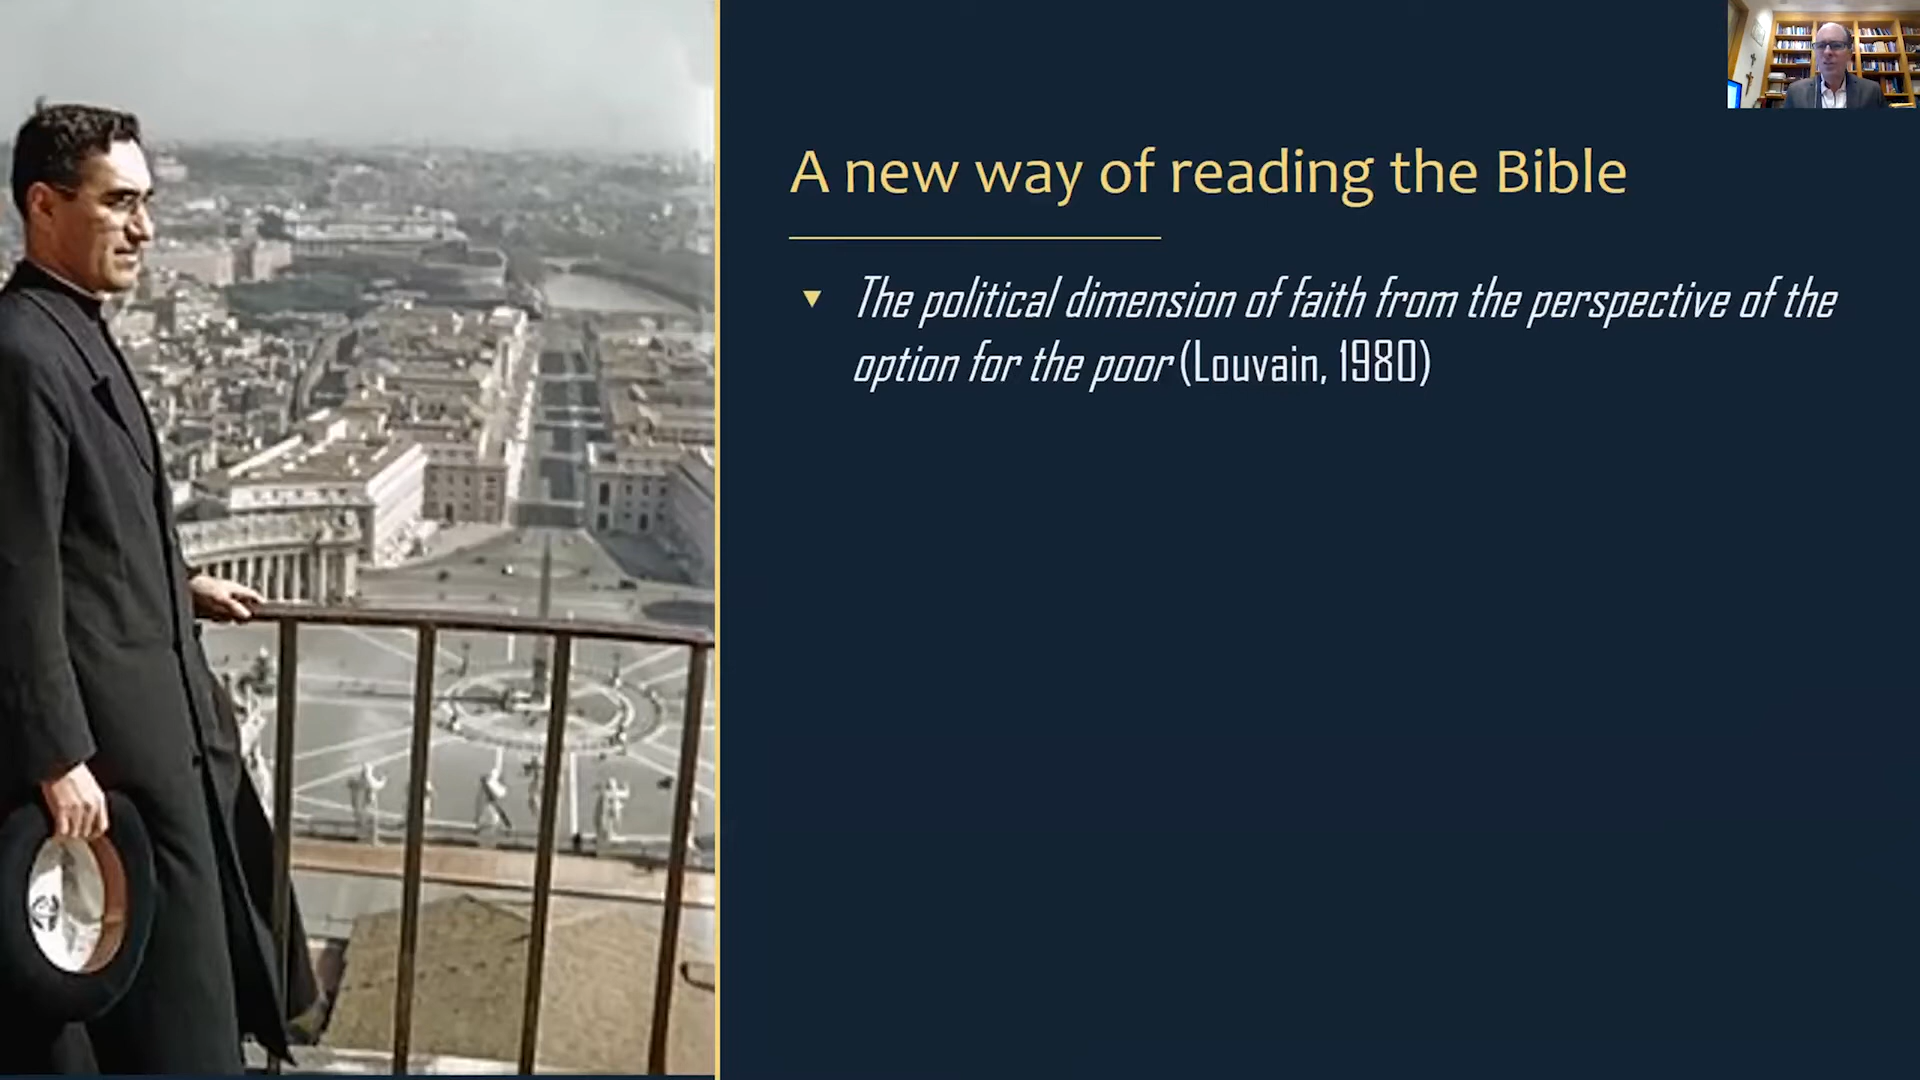 A new way of reading the Bible
The political dimension of faith from the perspective of the
option for the poor (Louvain, 1980)